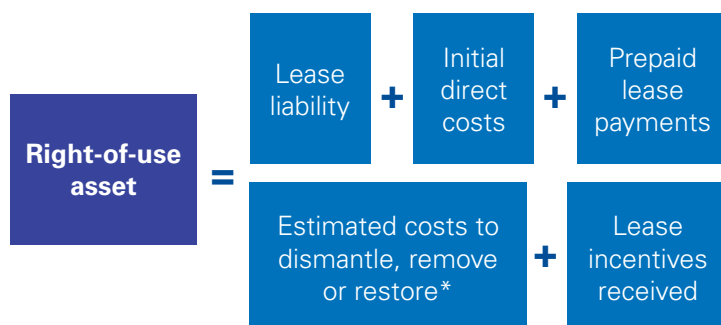 Right-of-use
asset
=
Lease
liability
+
Initial
direct
costs
+
Prepaid
lease
payments
Estimated costs to
dismantle, remove
or restore*
+
Lease
incentives
received